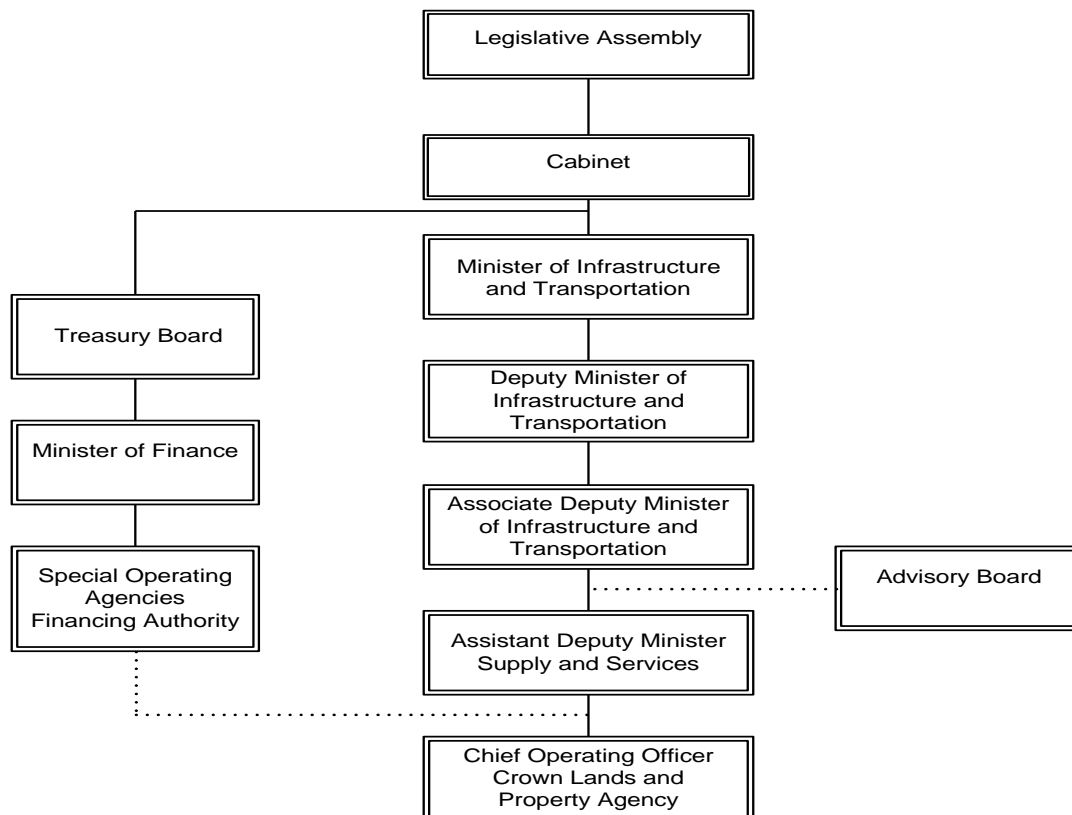 Legislative Assembly
Cabinet
Minister of Infrastructure
and Transportation
Treasury Board
Deputy Minister of
Infrastructure and
Transportation
Minister of Finance
Associate Deputy Minister
of Infrastructure and
Transportation
Special Operating
Agencies
Financing Authority
Advisory Board
Assistant Deputy Minister
Supply and Services
Chief Operating Officer
Crown Lands and
Property Agency